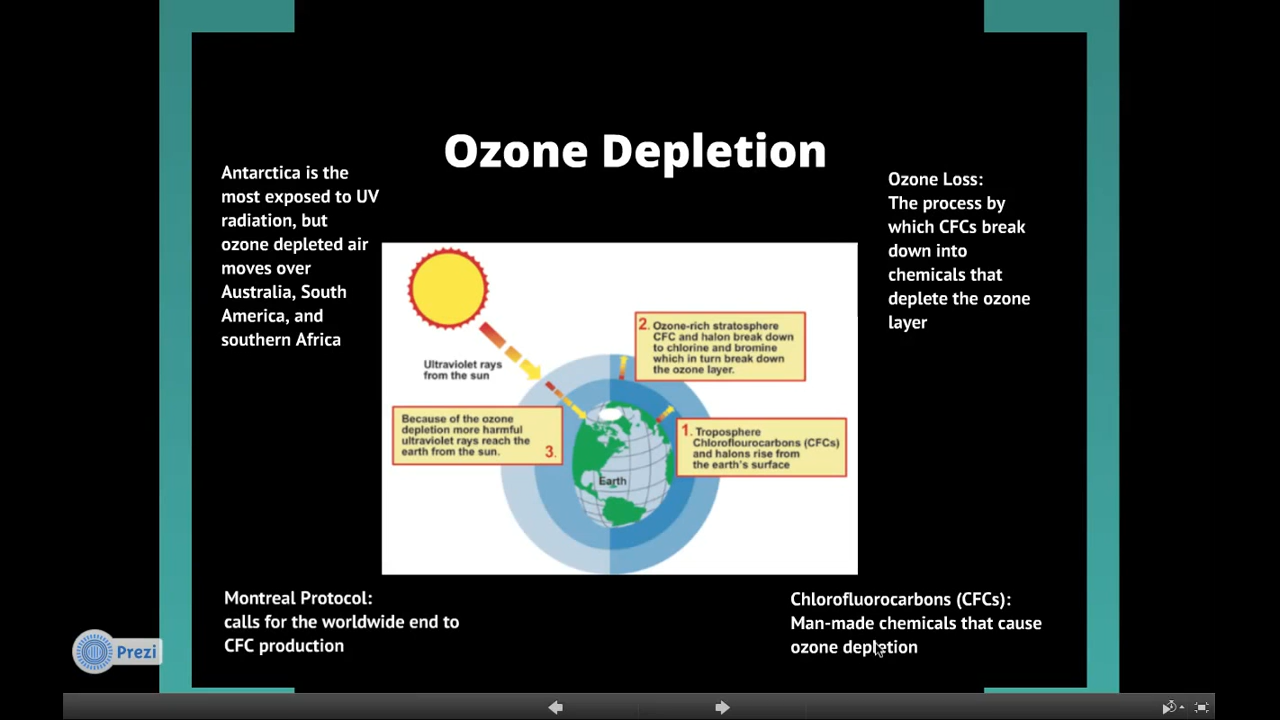 Ozone Depletion
Antarctica is the
most exposed to UV
radiation, but
ozone depleted air
moves over
Australia, South
America, and
southern Africa
Ozone Loss:
The process by
which CFCs break
down into
chemicals that
deplete the ozone
layer
Ultraviolet rays
from the sun
2. Ozone-rich stratosphere
CFC and halon break down
to chlorine and bromine
which in turn break down
the ozone layer.
Because of the ozone
depletion more harmful
ultraviolet rays reach the
earth from the sun. 3.
1. Troposphere
Chloroflourocarbons (CFCs)
and halons rise from
the earth's surface
Earth
Montreal Protocol:
calls for the worldwide end to
CFC production
Chlorofluorocarbons (CFCs):
Man-made chemicals that cause
ozone depletion
Prezi